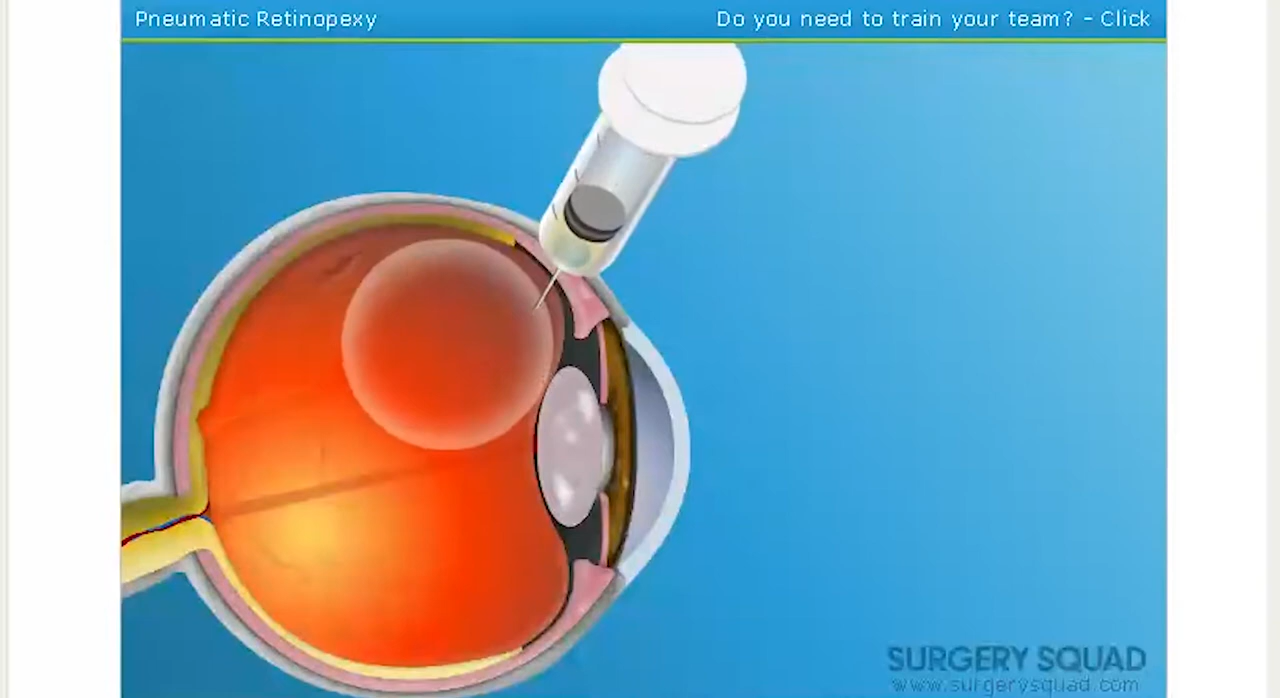 Pneumatic Retinopexy
Do you need to train your team? - Click
SURGERY SQUAD
www.surgerysquad.com